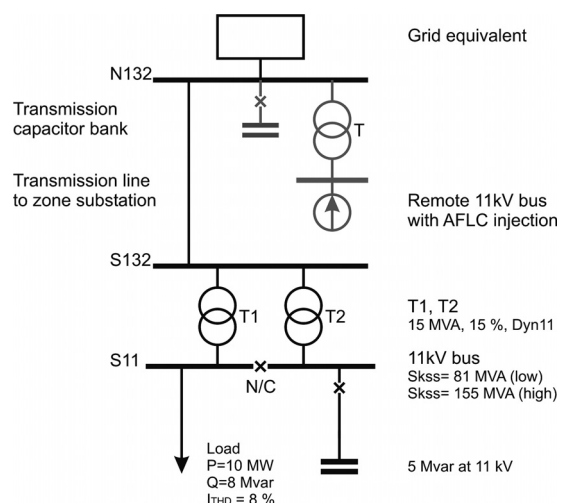 Grid equivalent
N132
Transmission
capacitor bank
T
Transmission line
to zone substation
Remote 11kV bus
with AFLC injection
S132
T1
T2
T1, T2
15 MVA, 15 %, Dyn11
S11
N/C
11kV bus
Skss= 81 MVA (low)
Skss= 155 MVA (high)
Load
P=10 MW
Q=8 Mvar
ITHD = 8 %
5 Mvar at 11 kV